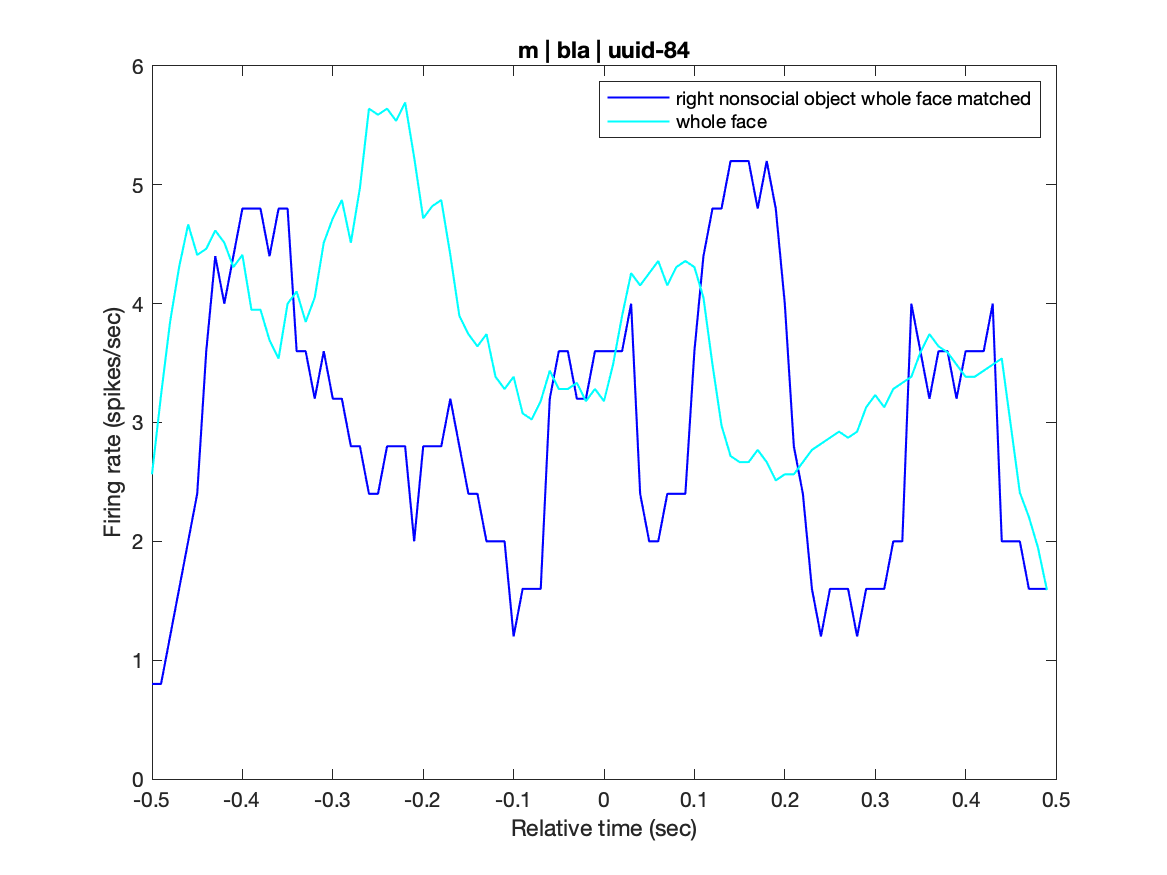 m | bla | uuid-84
right nonsocial object whole face matched
whole face
Firing rate (spikes/sec)
6
5
4
3
2
1
0
-0.5 -0.4 -0.3 -0.2 -0.1 0 0.1 0.2 0.3 0.4 0.5
Relative time (sec)